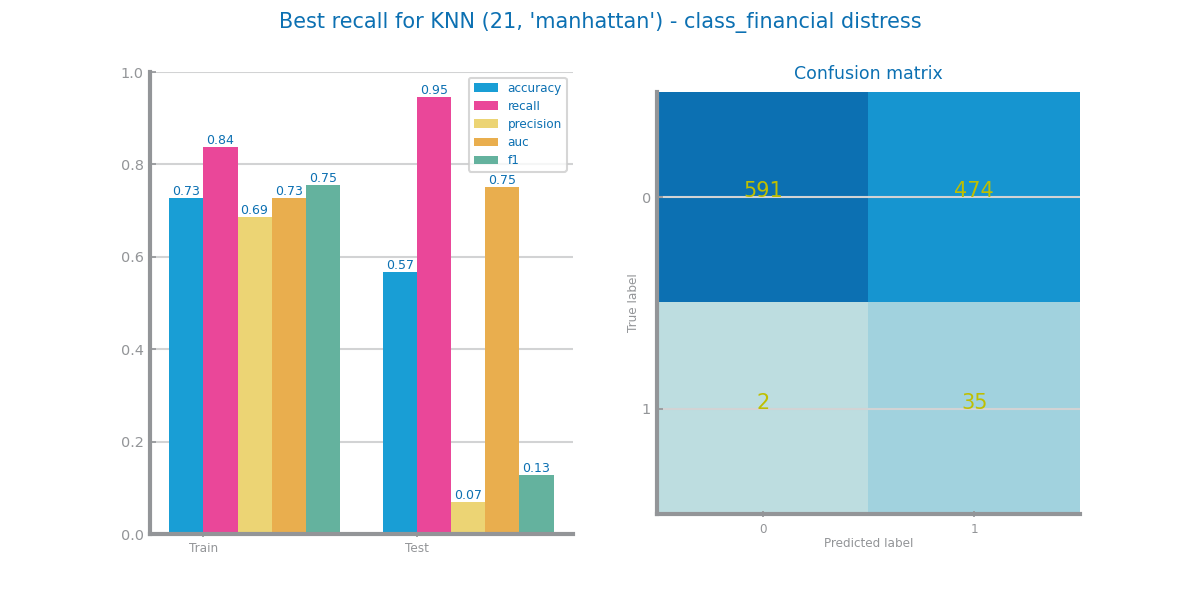 Best recall for KNN (21, 'manhattan') - class_financial distress
1.0
0.8
0.6
0.4
0.2
0.0
0.73
0.84
0.69
0.73
0.75
0.57
0.95
0.07
0.75
0.13
Train
Test
accuracy
recall
precision
auc
f1
Confusion matrix
True label
0
1
591
474
2
35
0
1
Predicted label